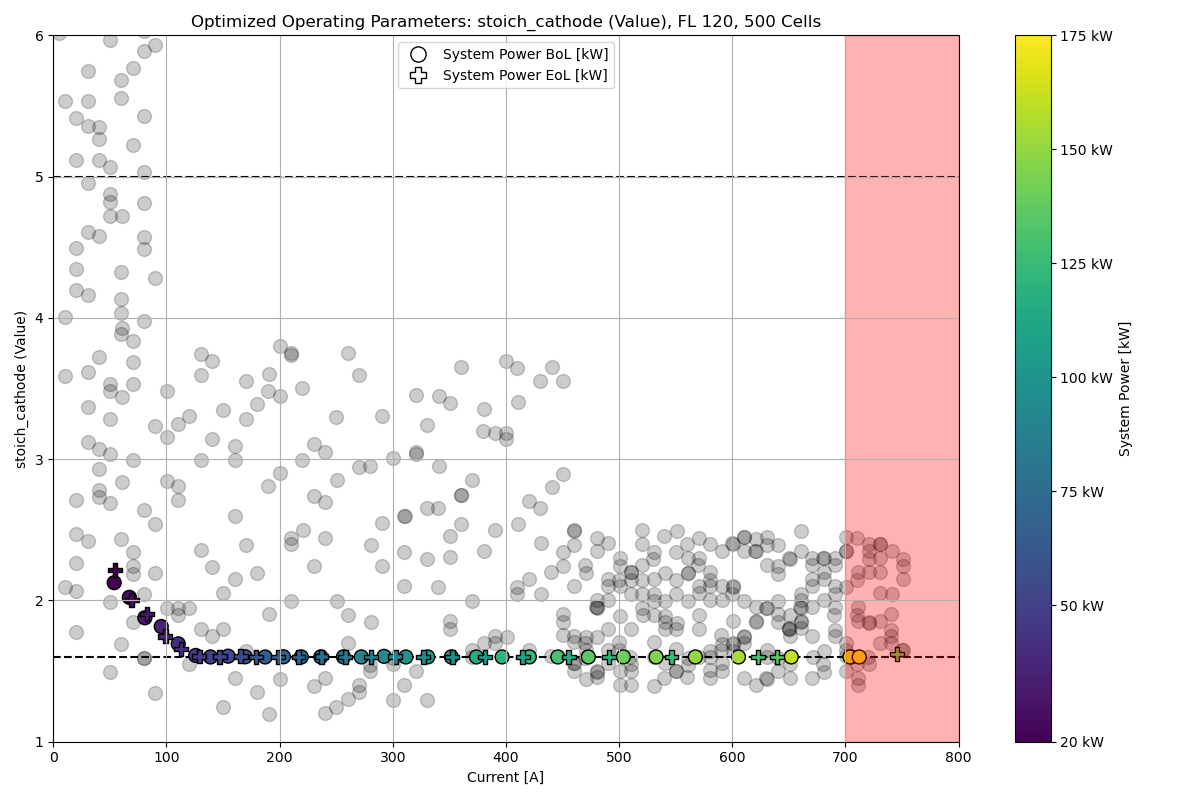 Optimized Operating Parameters: stoich_cathode (Value), FL 120, 500 Cells
System Power BoL [kW]
System Power EoL [kW]
6
5
4
3
2
1
stoich_cathode (Value)
0
100
200
300
400
500
600
700
800
Current [A]
175 kW
150 kW
125 kW
100 kW
75 kW
50 kW
20 kW
System Power [kW]